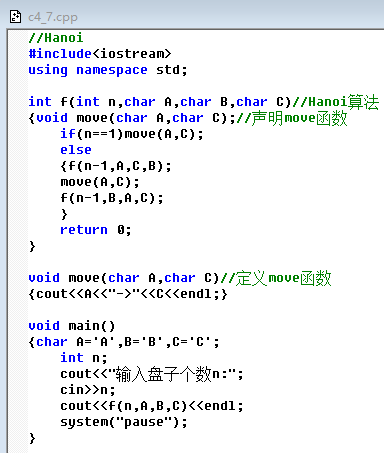 c4_7.cpp
//Hanoi
#include<iostream>
using namespace std;
int f(int n,char A,char B,char C)//Hanoi算法
{void move(char A,char C);//声明move函数
if(n==1)move(A,C);
else
{f(n-1,A,C,B);
move(A,C);
f(n-1,B,A,C);
}
return 0;
}
void move(char A,char C)//定义move函数
{cout<<A<<"->"<<C<<endl;}
void main()
{char A='A',B='B',C='C';
int n;
cout<<"输入盘子个数n:";
cin>>n;
cout<<f(n,A,B,C)<<endl;
system("pause");
}